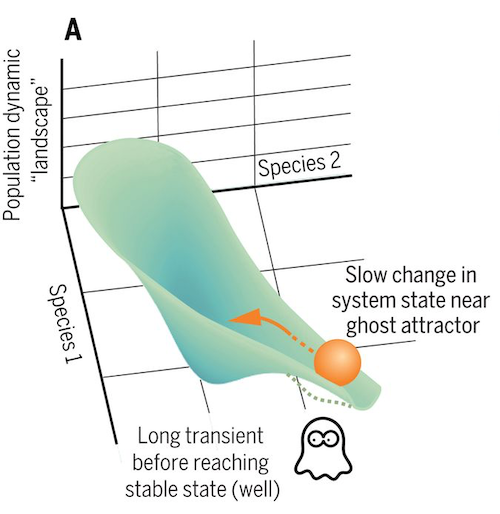 A
Population dynamic
“landscape”
Species 2
Species 1
Slow change in
system state near
ghost attractor
Long transient
before reaching
stable state (well)